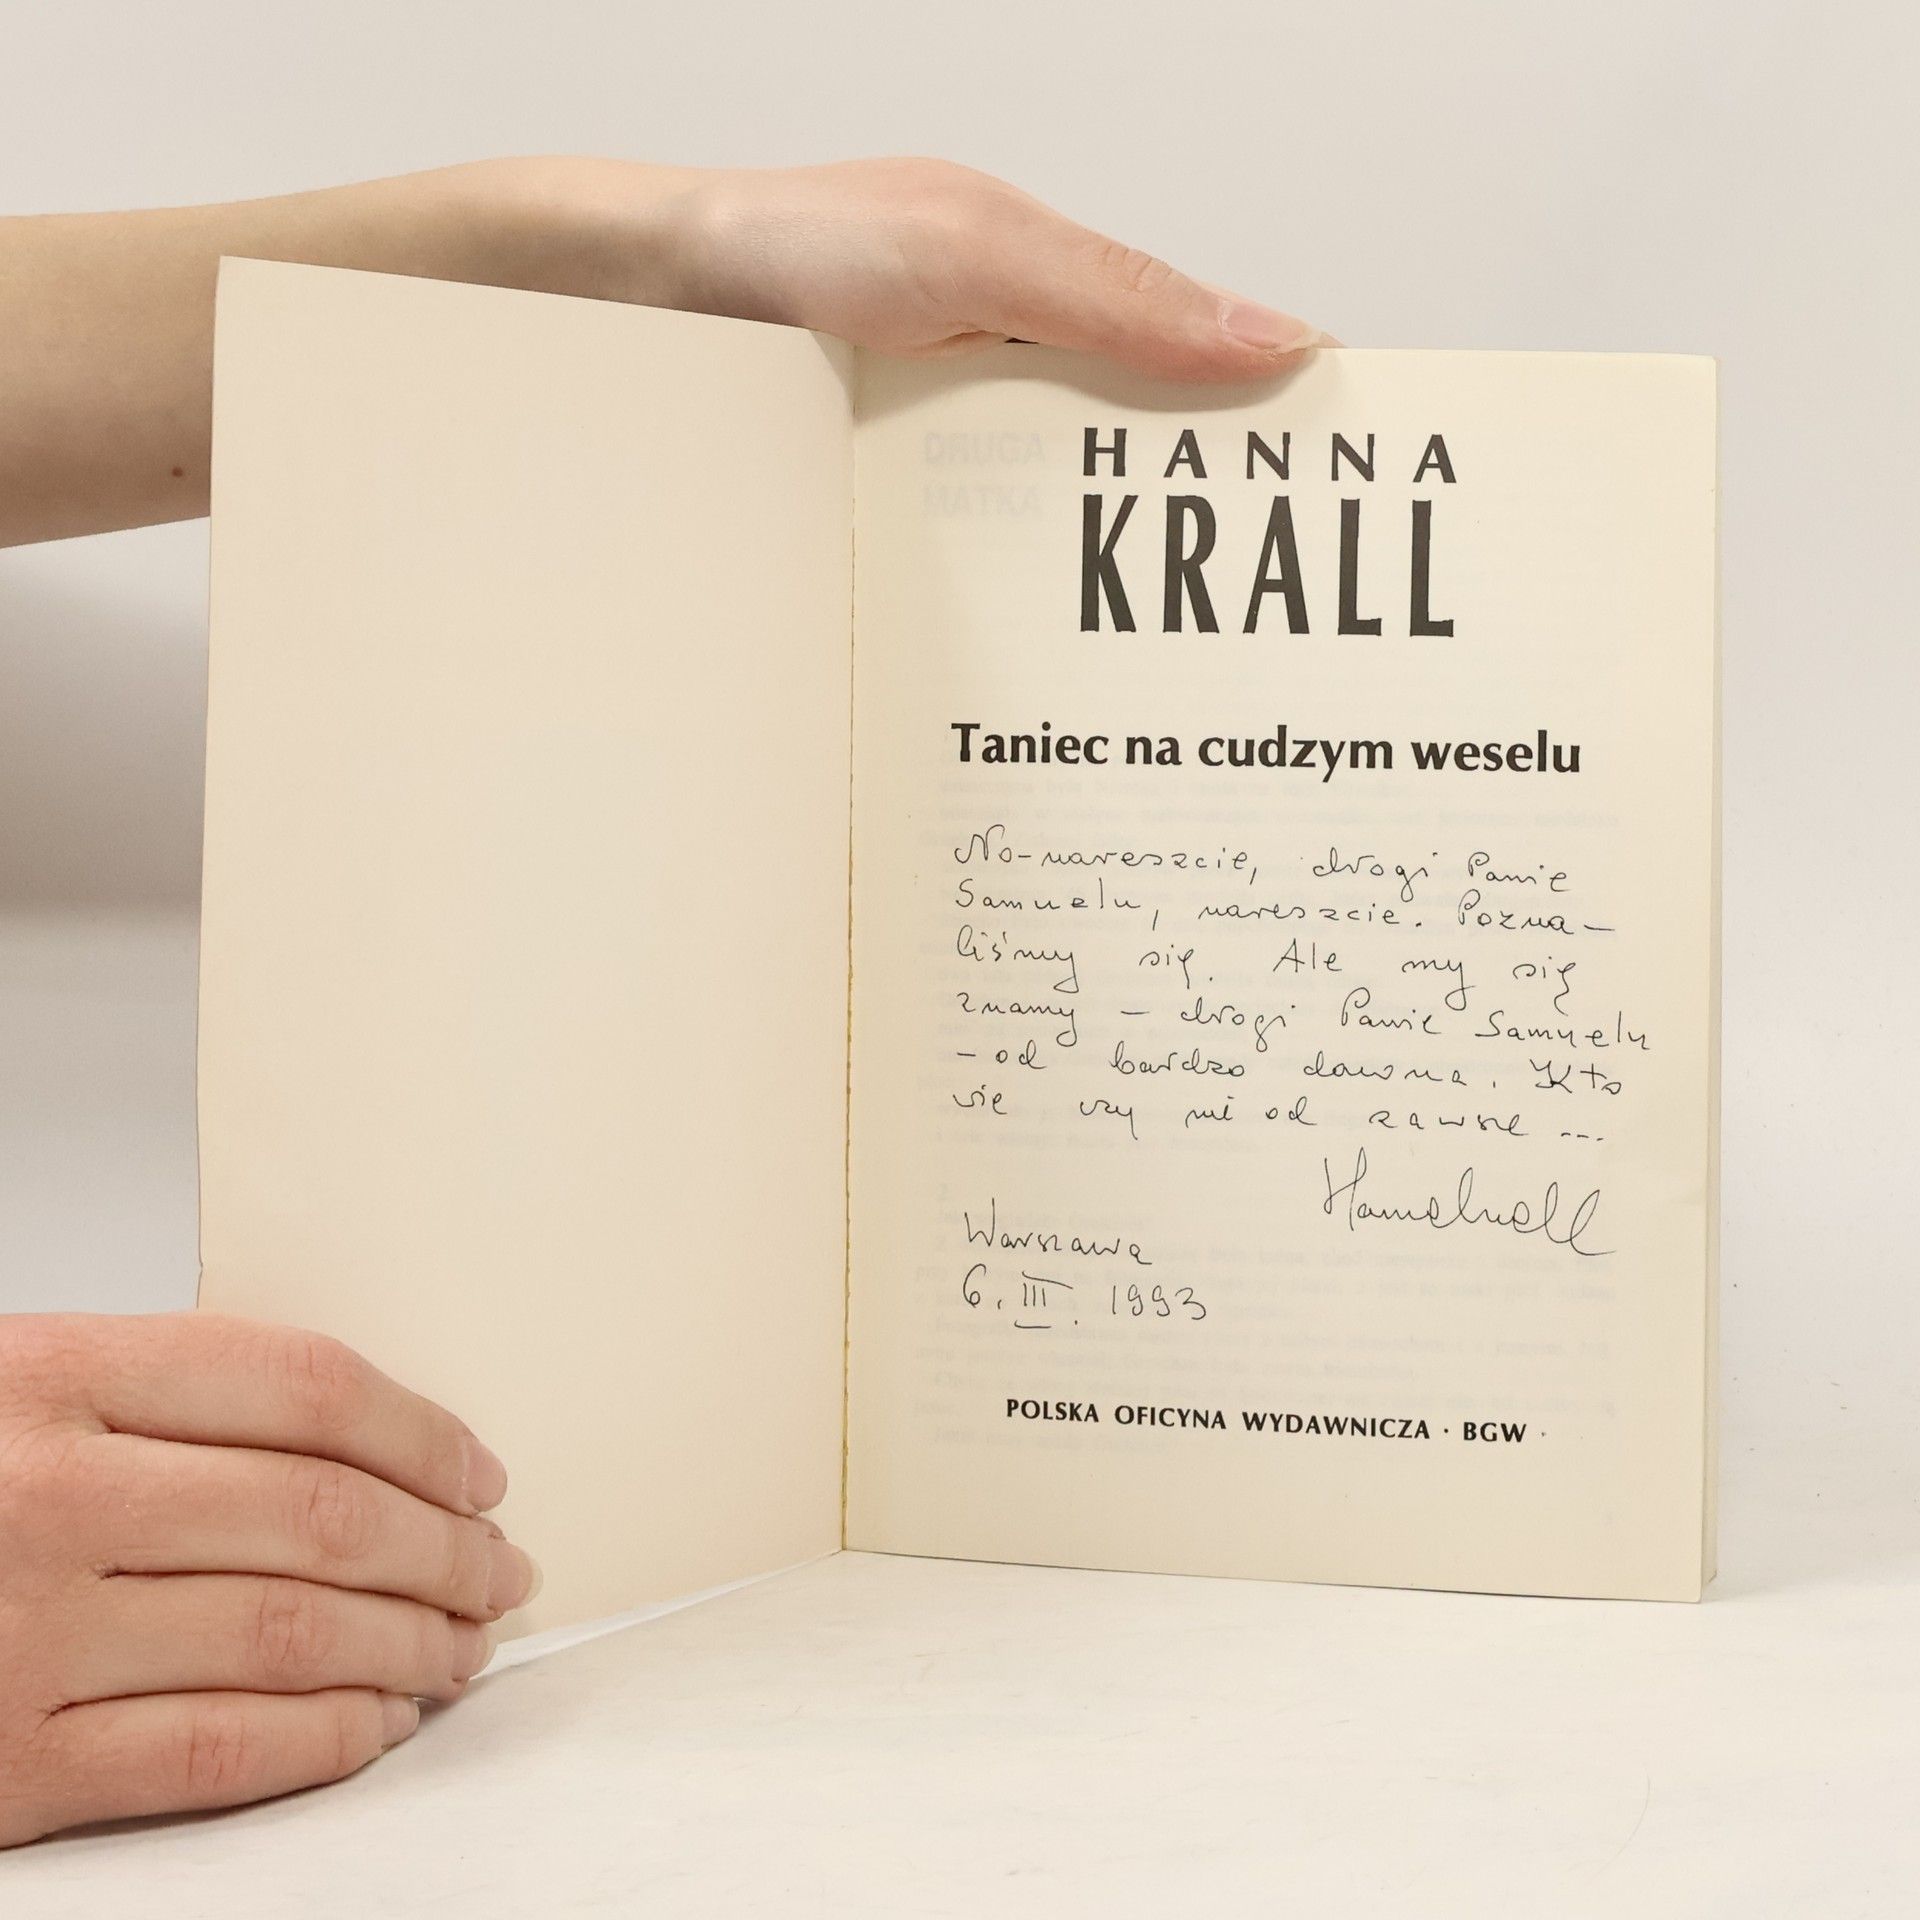 HANNA
KRALL
Taniec na cudzym weselu
No-nareszcie, drogi Panie
Samuelu, nareszcie. Pozna-
liśmy się. Ale my się
znamy - drogi Panie Samuelu
- od bardzo dawna. Kto
wie czy nie od zawsze ...
Hanna Krall
Warszawa
6. III. 1993
POLSKA OFICYNA WYDAWNICZA · BGW ·
DRUGA
MATKA